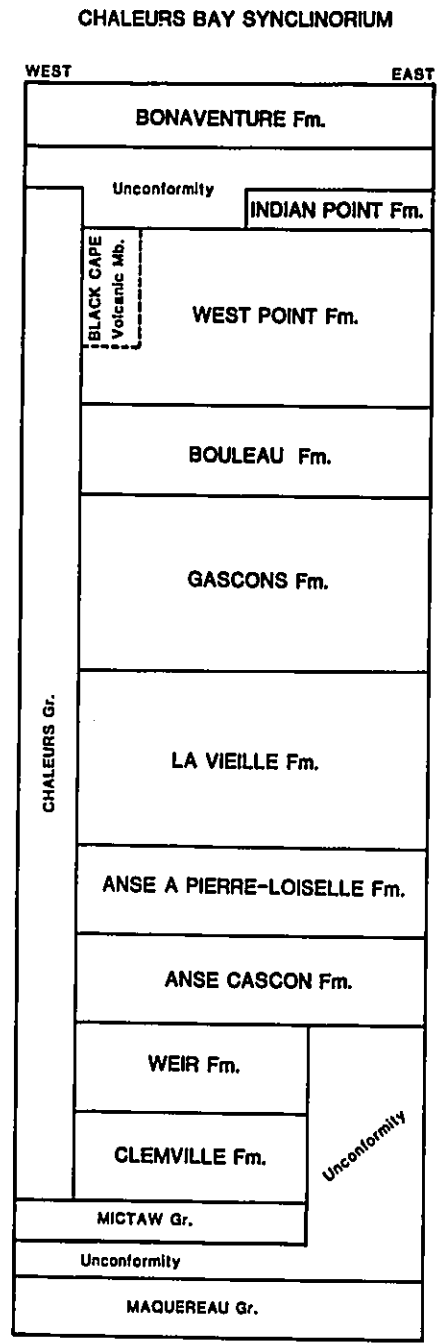 CHALEURS BAY SYNCLINORIUM
WEST
EAST
BONAVENTURE Fm.
Unconformity
INDIAN POINT Fm.
BLACK CAPE
Volcanic Mb.
WEST POINT Fm.
BOULEAU Fm.
GASCONS Fm.
CHALEURS Gr.
LA VIEILLE Fm.
ANSE A PIERRE-LOISELLE Fm.
ANSE CASCON Fm.
WEIR Fm.
CLEMVILLE Fm.
Unconformity
MICTAW Gr.
Unconformity
MAQUEREAU Gr.